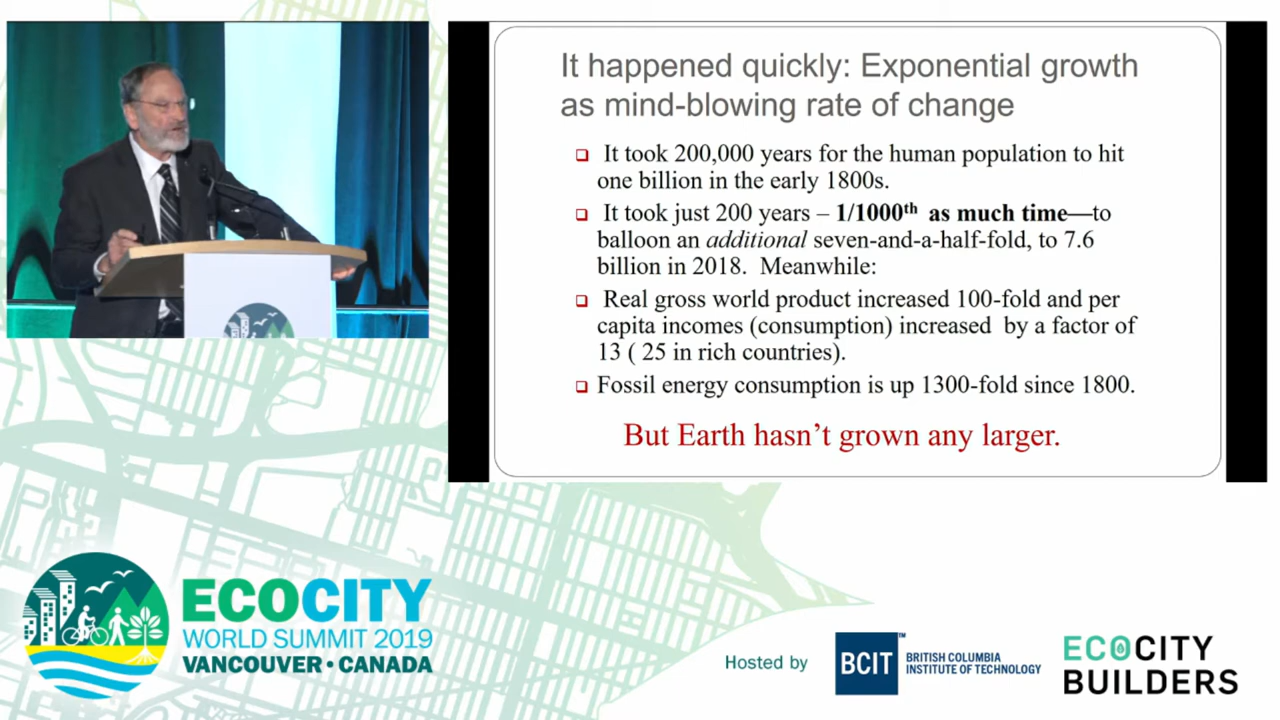 It happened quickly: Exponential growth
as mind-blowing rate of change
It took 200,000 years for the human population to hit
one billion in the early 1800s.
It took just 200 years – 1/1000th as much time—to
balloon an additional seven-and-a-half-fold, to 7.6
billion in 2018. Meanwhile:
Real gross world product increased 100-fold and per
capita incomes (consumption) increased by a factor of
13 ( 25 in rich countries).
Fossil energy consumption is up 1300-fold since 1800.
But Earth hasn't grown any larger.
ECOCITY
WORLD SUMMIT 2019
VANCOUVER • CANADA
Hosted by
BCIT™
BRITISH COLUMBIA
INSTITUTE OF TECHNOLOGY
ECOCITY
BUILDERS